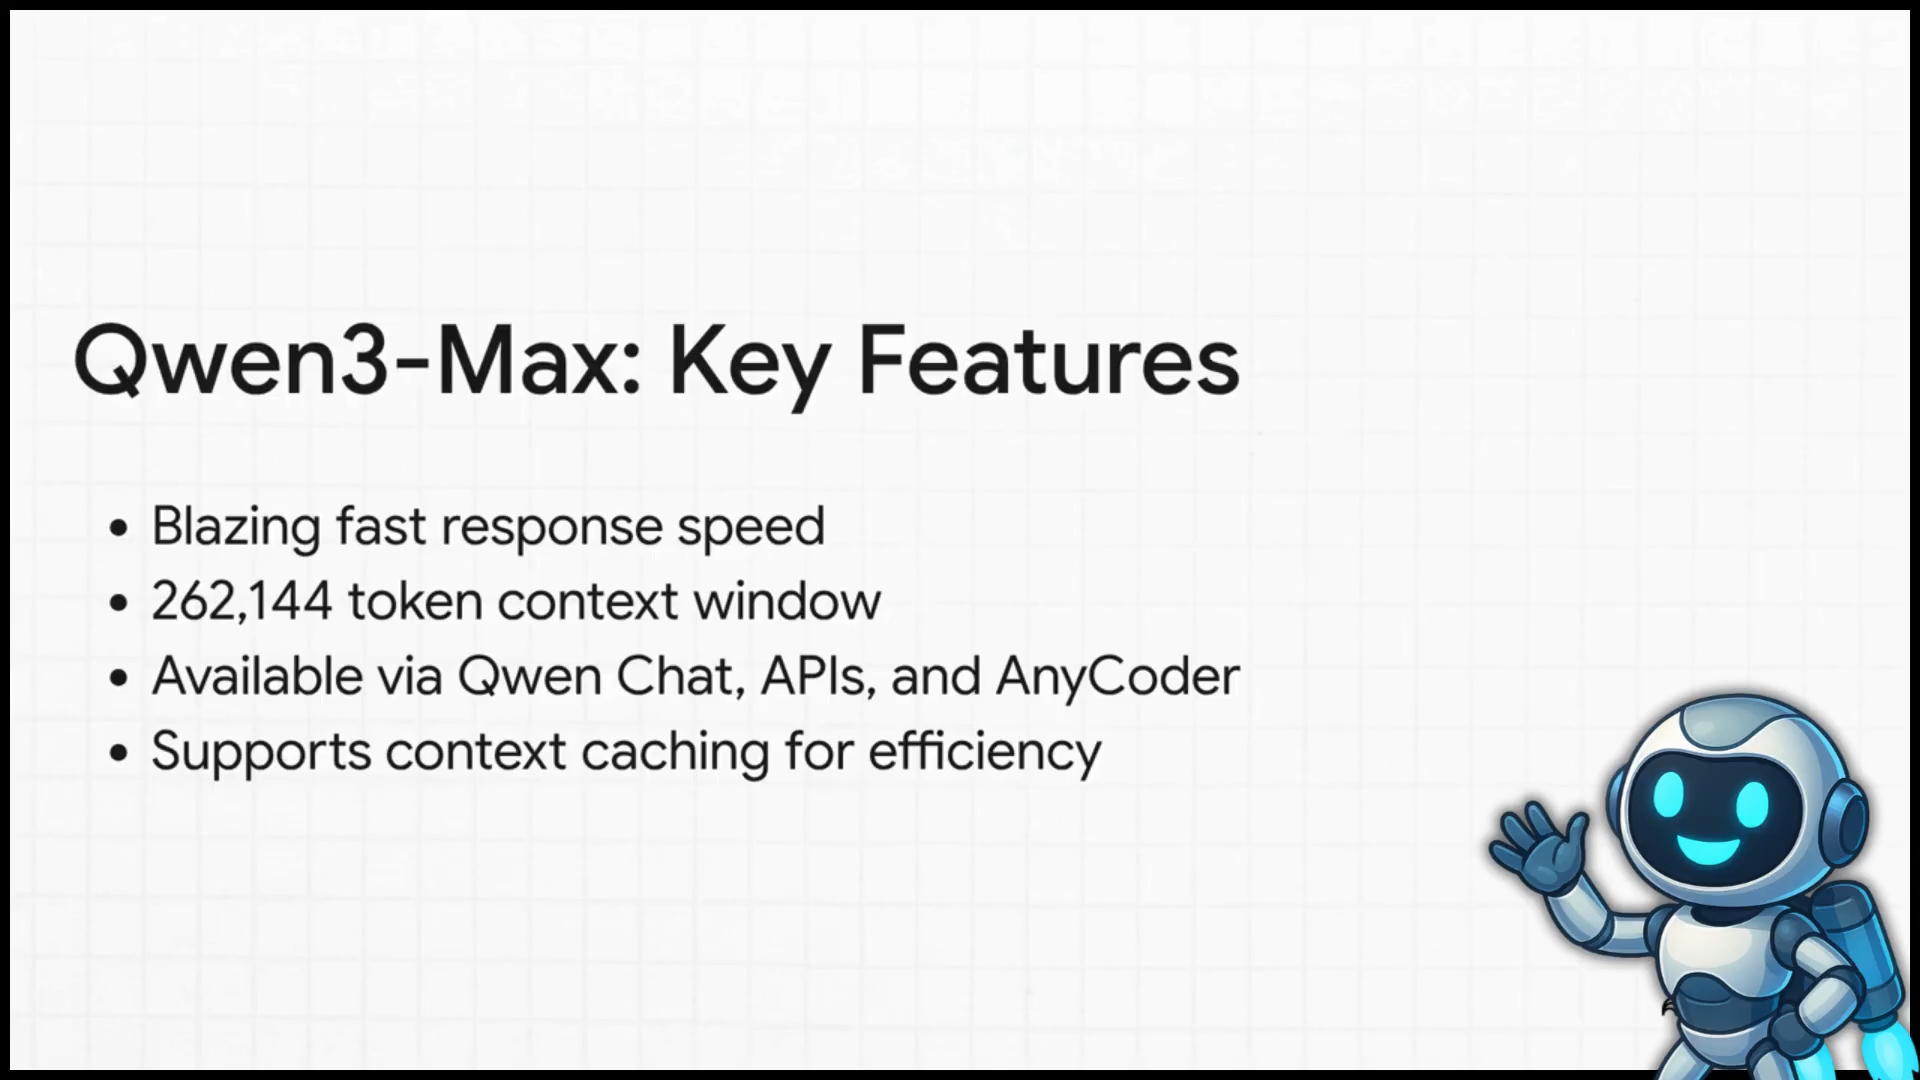 Qwen3-Max: Key Features
• Blazing fast response speed
• 262,144 token context window
• Available via Qwen Chat, APIs, and AnyCoder
• Supports context caching for efficiency